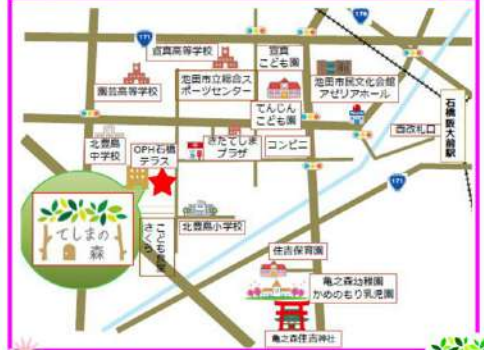 171
176
宣真高等学校
宣真
こども園
池田市立総合ス
ポーツセンター
池田市民文化会館
アゼリアホール
園芸高等学校
てんじん
こども園
石橋阪大前駅
西改札口
北豊島
中学校
OPH石橋
テラス
きたてしま
プラザ
コンビニ
171
てしまの
森
こども教室
さくら
北豊島小学校
住吉保育園
亀之森幼稚園
かめのもり乳児園
亀之森住吉神社